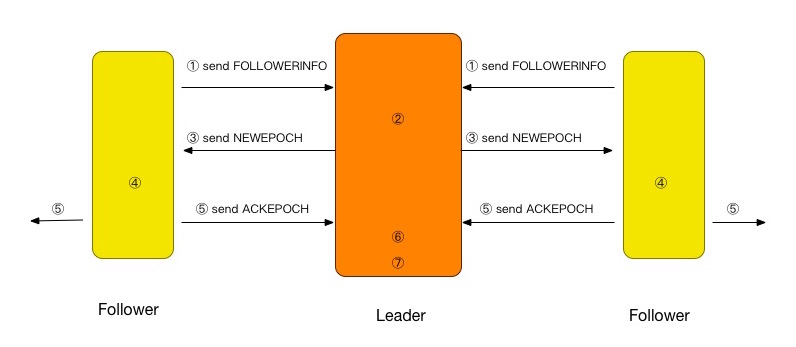 ① send FOLLOWERINFO
① send FOLLOWERINFO
②
③ send NEWEPOCH
③ send NEWEPOCH
④
④
⑤
⑤ send ACKEPOCH
⑤ send ACKEPOCH
⑤
⑥
⑦
Follower
Leader
Follower